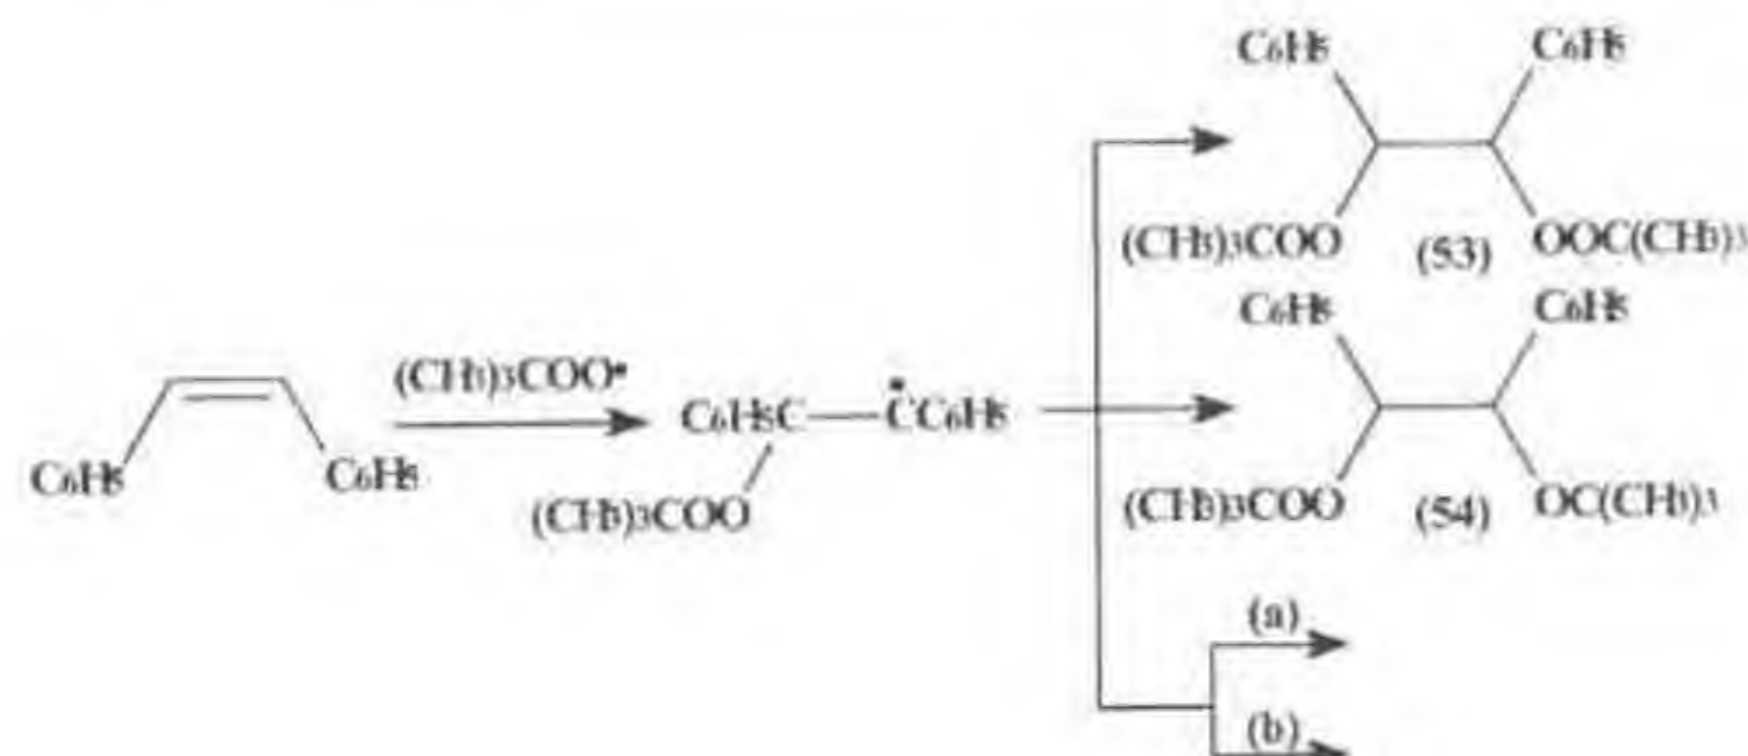 C6H5 C6H5
(CH3)3COO (53) OOC(CH3)3
C6H5 C6H5
(CH3)3COO•
C6H5C — ĊC6H5
C6H5 C6H5
(CH3)3COO
(CH3)3COO (54) OC(CH3)3
(a)
(b)